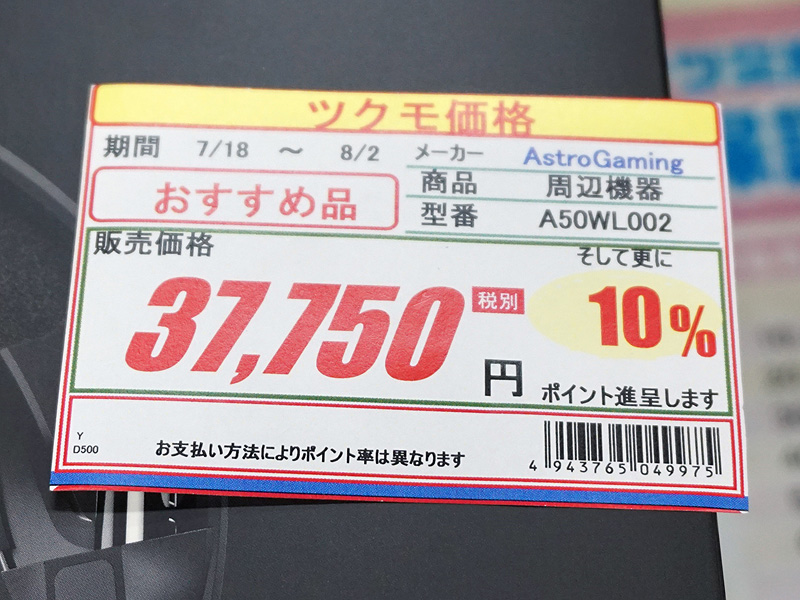 ツクモ価格
期間 7/18 ～ 8/2
メーカー AstroGaming
おすすめ品
商品 周辺機器
型番 A50WL002
販売価格
37,750 税別 円
そして更に
10%
ポイント進呈します
Y
D500
お支払い方法によりポイント率は異なります
4 943765 049975